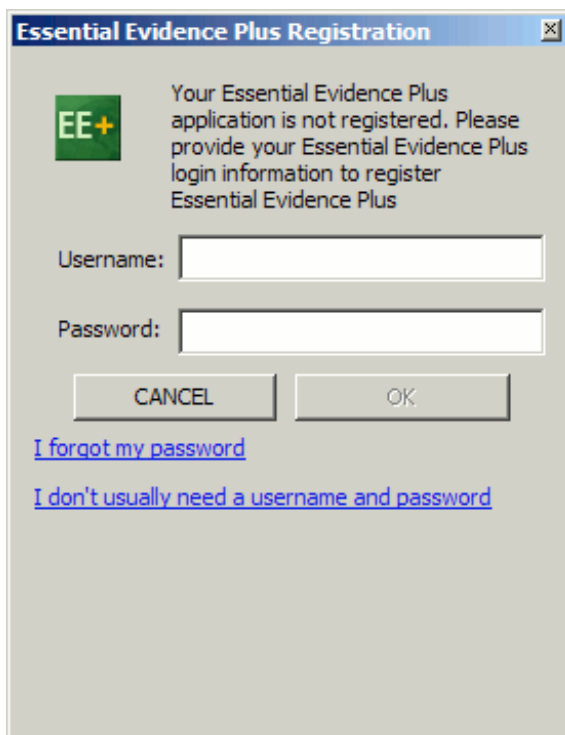 Essential Evidence Plus Registration
EE+
Your Essential Evidence Plus
application is not registered. Please
provide your Essential Evidence Plus
login information to register
Essential Evidence Plus
Username:
Password:
CANCEL
OK
I forgot my password
I don't usually need a username and password